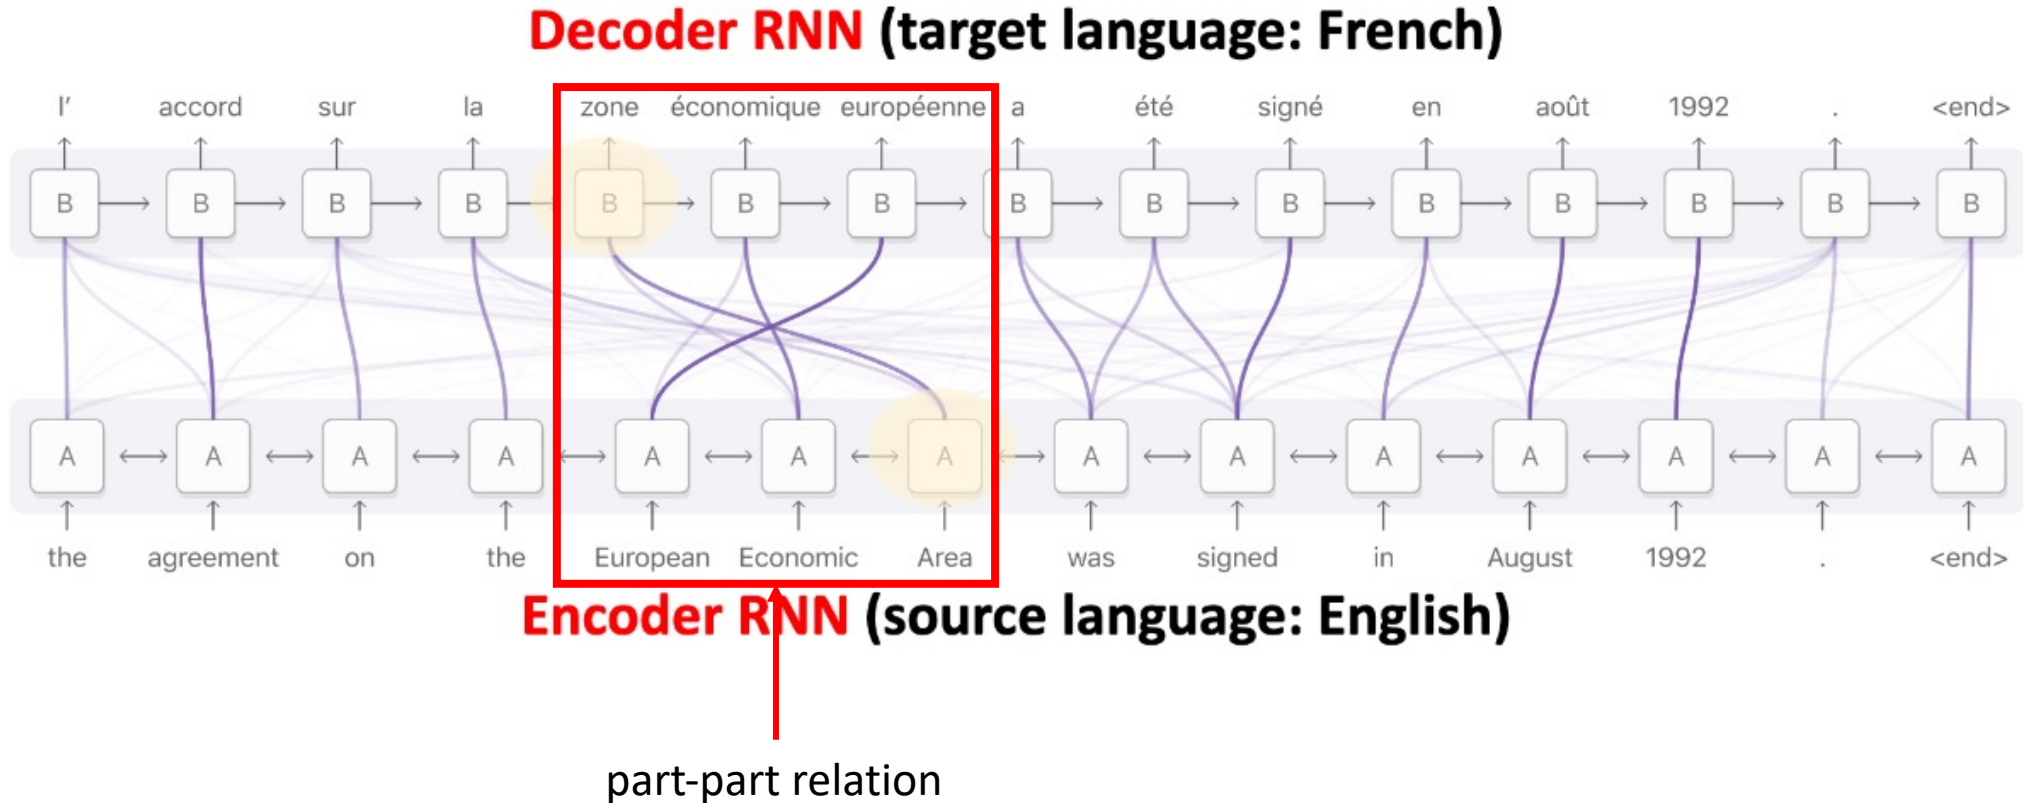 Decoder RNN (target language: French)
l' accord sur la zone économique européenne a été signé en août 1992 . <end>
B B B B B B B B B B B B B B B
A A A A A A A A A A A A A A
the agreement on the European Economic Area was signed in August 1992 . <end>
Encoder RNN (source language: English)
part-part relation